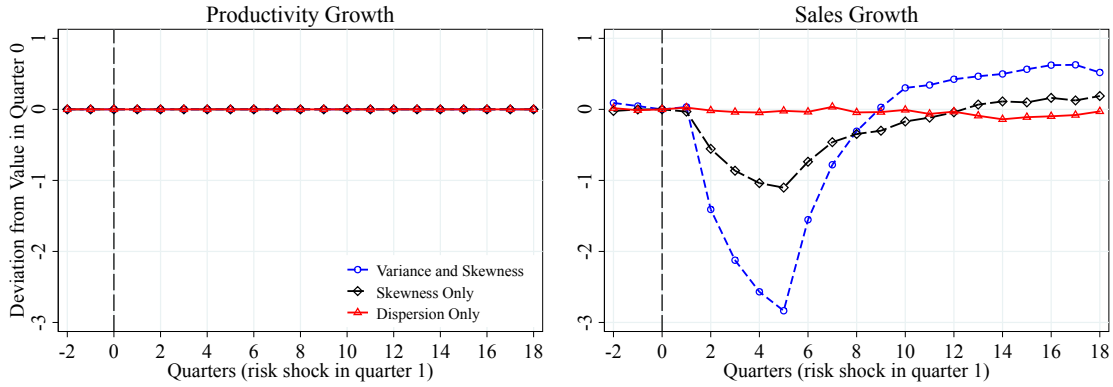 Productivity Growth
Sales Growth
Deviation from Value in Quarter 0
1
0
-1
-2
-3
Variance and Skewness
Skewness Only
Dispersion Only
-2 0 2 4 6 8 10 12 14 16 18
Quarters (risk shock in quarter 1)
1
0
-1
-2
-3
-2 0 2 4 6 8 10 12 14 16 18
Quarters (risk shock in quarter 1)